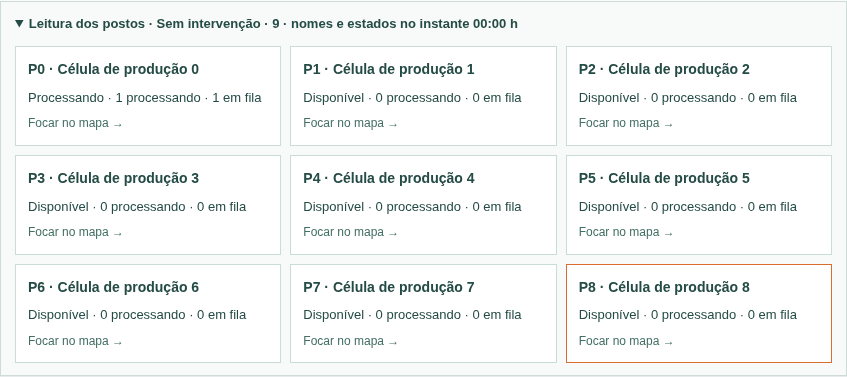 ▼ Leitura dos postos · Sem intervenção · 9 · nomes e estados no instante 00:00 h
P0 · Célula de produção 0
Processando · 1 processando · 1 em fila
Focar no mapa →
P1 · Célula de produção 1
Disponível · 0 processando · 0 em fila
Focar no mapa →
P2 · Célula de produção 2
Disponível · 0 processando · 0 em fila
Focar no mapa →
P3 · Célula de produção 3
Disponível · 0 processando · 0 em fila
Focar no mapa →
P4 · Célula de produção 4
Disponível · 0 processando · 0 em fila
Focar no mapa →
P5 · Célula de produção 5
Disponível · 0 processando · 0 em fila
Focar no mapa →
P6 · Célula de produção 6
Disponível · 0 processando · 0 em fila
Focar no mapa →
P7 · Célula de produção 7
Disponível · 0 processando · 0 em fila
Focar no mapa →
P8 · Célula de produção 8
Disponível · 0 processando · 0 em fila
Focar no mapa →